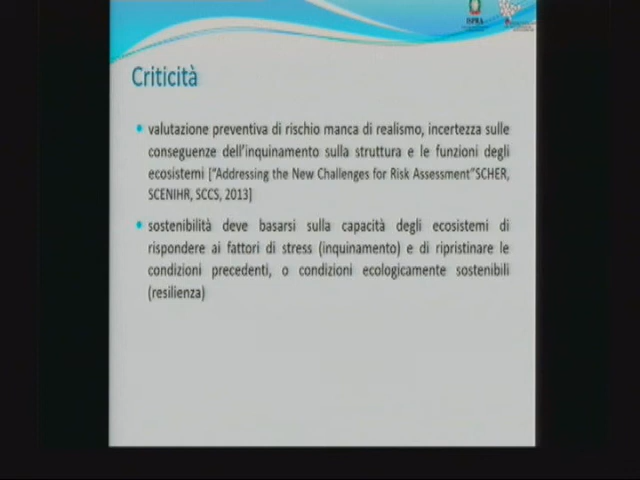 ISPRA
Criticità
• valutazione preventiva di rischio manca di realismo, incertezza sulle
conseguenze dell'inquinamento sulla struttura e le funzioni degli
ecosistemi ["Addressing the New Challenges for Risk Assessment"SCHER,
SCENIHR, SCCS, 2013]
• sostenibilità deve basarsi sulla capacità degli ecosistemi di
rispondere ai fattori di stress (inquinamento) e di ripristinare le
condizioni precedenti, o condizioni ecologicamente sostenibili
(resilienza)